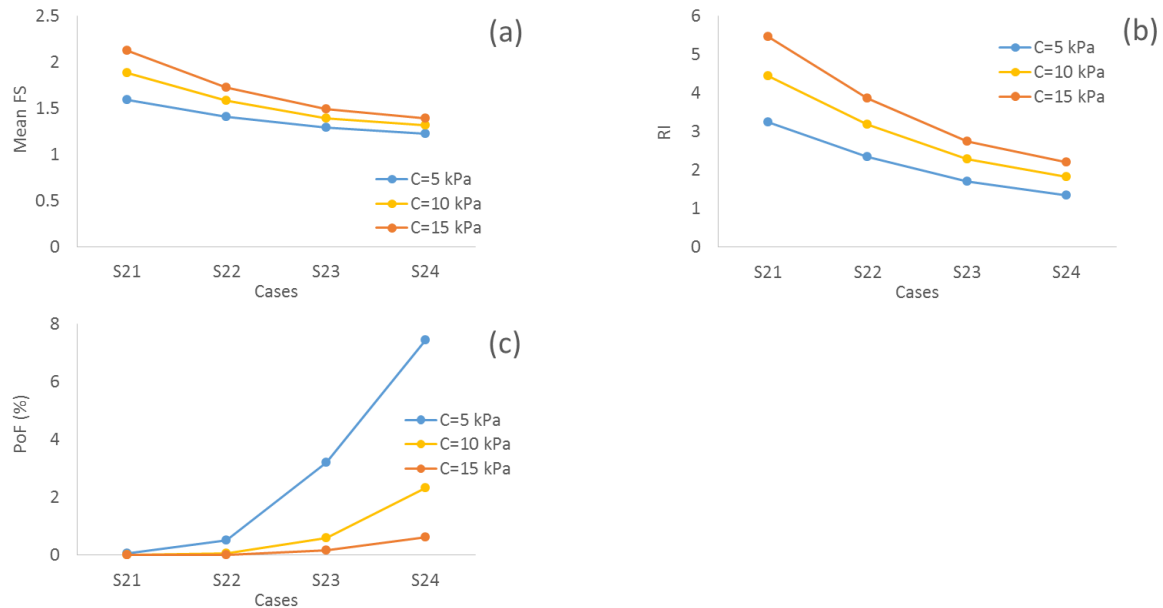 (a)
Mean FS
2.5
2
1.5
1
0.5
0
C=5 kPa
C=10 kPa
C=15 kPa
S21 S22 S23 S24
Cases
(b)
RI
6
5
4
3
2
1
0
C=5 kPa
C=10 kPa
C=15 kPa
S21 S22 S23 S24
Cases
(c)
PoF (%)
8
6
4
2
0
C=5 kPa
C=10 kPa
C=15 kPa
S21 S22 S23 S24
Cases